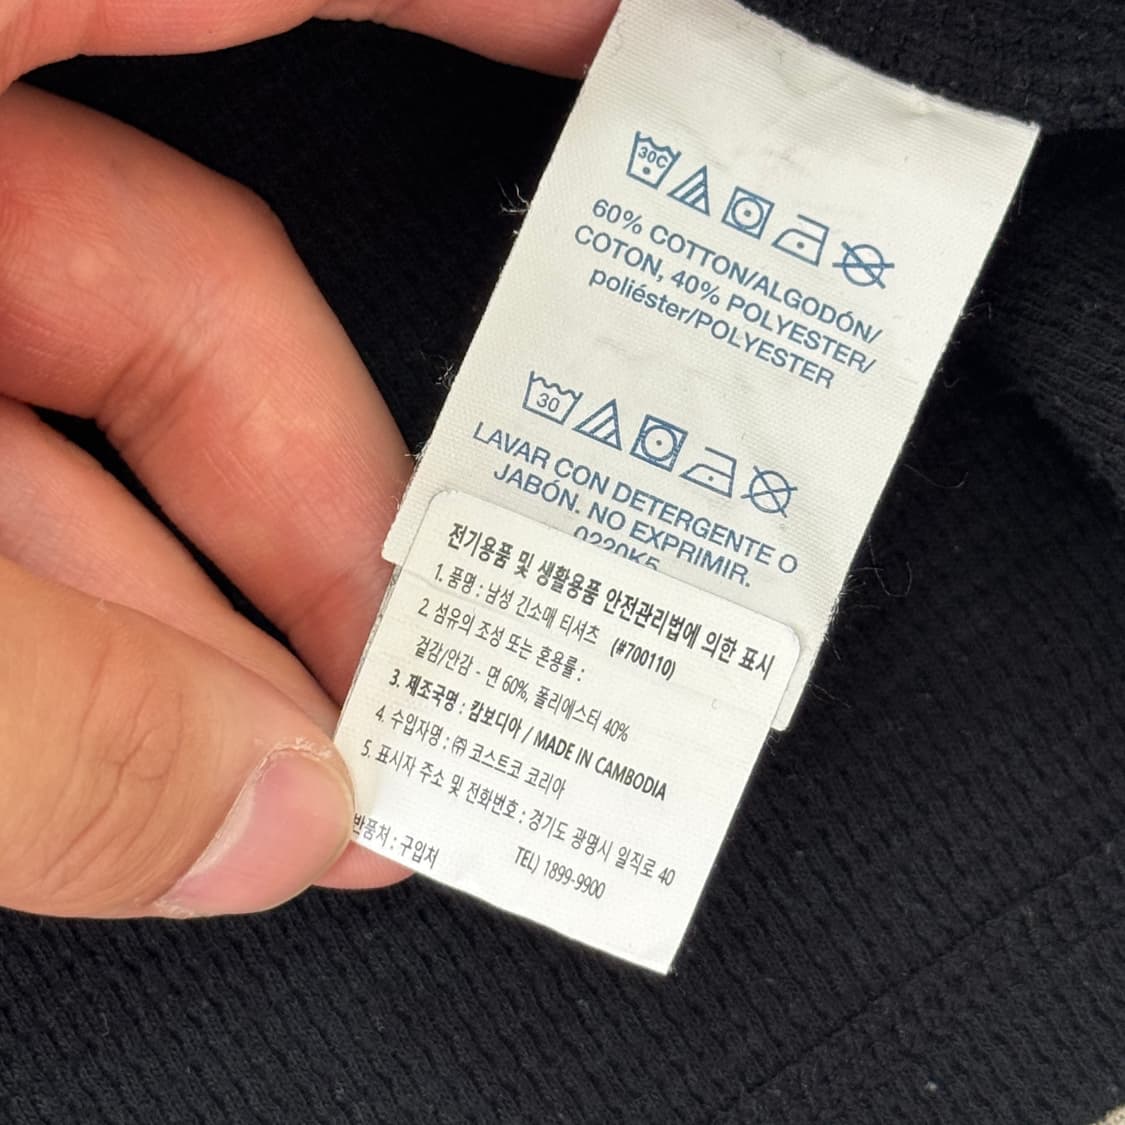 30C
60% COTTON/ALGODÓN/
COTON, 40% POLYESTER/
poliéster/POLYESTER
30
LAVAR CON DETERGENTE O
JABÓN. NO EXPRIMIR.
0220K5
전기용품 및 생활용품 안전관리법에 의한 표시
1. 품명 : 남성 긴소매 티셔츠 (#700110)
2. 섬유의 조성 또는 혼용률 :
겉감/안감 - 면 60%, 폴리에스터 40%
3. 제조국명 : 캄보디아 / MADE IN CAMBODIA
4. 수입자명 : ㈜ 코스트코 코리아
5. 표시자 주소 및 전화번호 : 경기도 광명시 일직로 40
TEL) 1899-9900
반품처 : 구입처